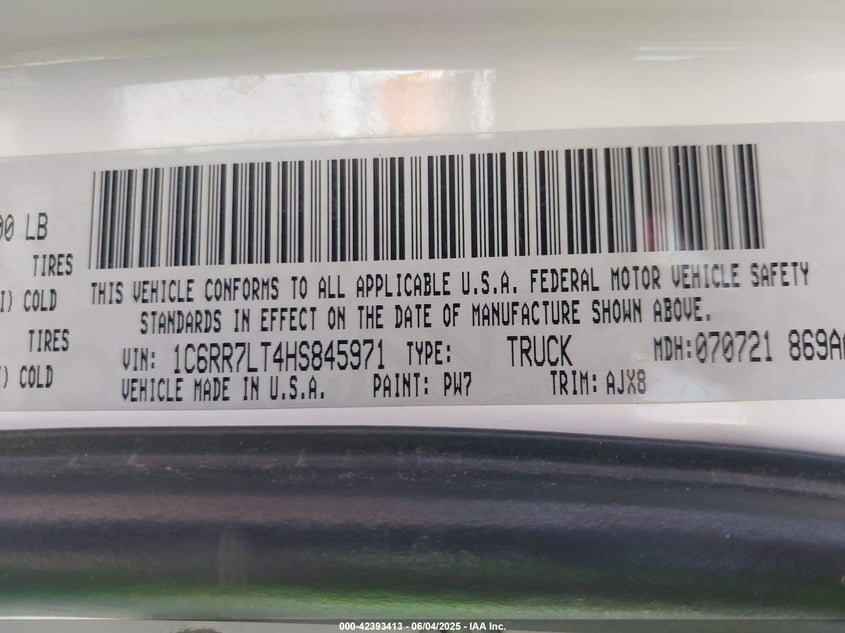 00 LB
TIRES
I) COLD
TIRES
) COLD
THIS VEHICLE CONFORMS TO ALL APPLICABLE U.S.A. FEDERAL MOTOR VEHICLE SAFETY
STANDARDS IN EFFECT ON THE DATE OF MANUFACTURE SHOWN ABOVE.
VIN: 1C6RR7LT4HS845971 TYPE: TRUCK MDH:070721 869A
VEHICLE MADE IN U.S.A. PAINT: PW7 TRIM: AJX8
000-42393413 - 06/04/2025 - IAA Inc.